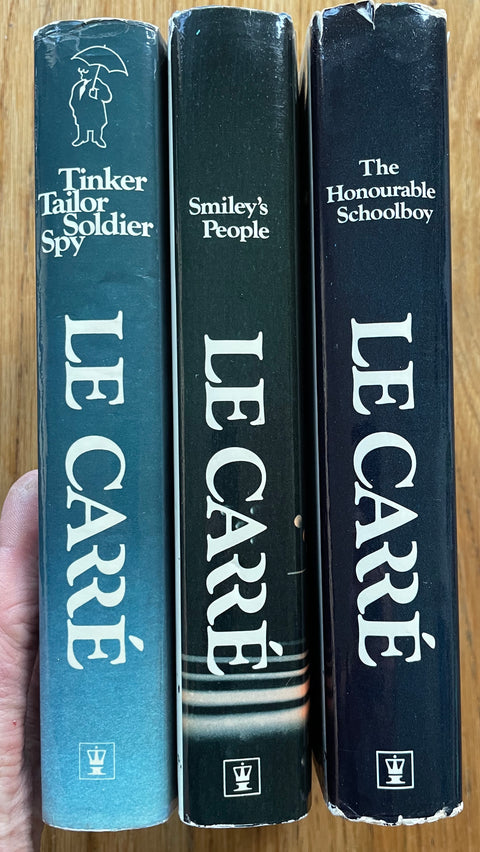 Tinker
Tailor
Soldier
Spy
LE CARRÉ
Smiley's
People
LE CARRÉ
The
Honourable
Schoolboy
LE CARRÉ